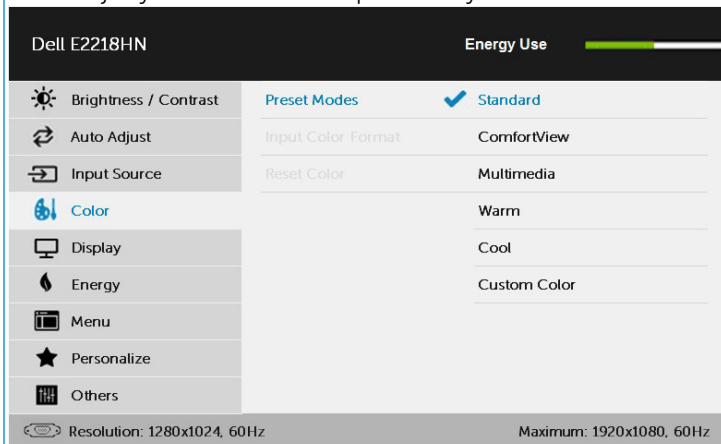 Dell E2218HN Energy Use
Brightness / Contrast Preset Modes Standard
Auto Adjust Input Color Format ComfortView
Input Source Reset Color Multimedia
Color Warm
Display Cool
Energy Custom Color
Menu
Personalize
Others
Resolution: 1280x1024, 60Hz Maximum: 1920x1080, 60Hz